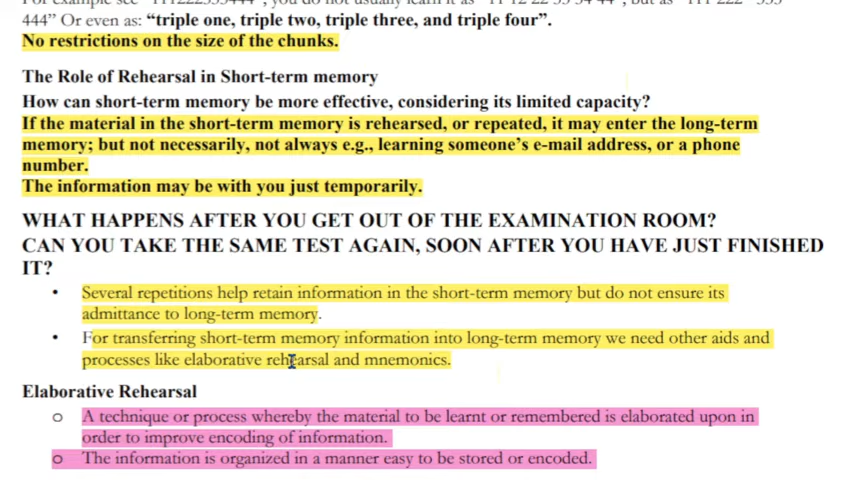 444” Or even as: “triple one, triple two, triple three, and triple four”.
No restrictions on the size of the chunks.
The Role of Rehearsal in Short-term memory
How can short-term memory be more effective, considering its limited capacity?
If the material in the short-term memory is rehearsed, or repeated, it may enter the long-term
memory; but not necessarily, not always e.g., learning someone’s e-mail address, or a phone
number.
The information may be with you just temporarily.
WHAT HAPPENS AFTER YOU GET OUT OF THE EXAMINATION ROOM?
CAN YOU TAKE THE SAME TEST AGAIN, SOON AFTER YOU HAVE JUST FINISHED
IT?
• Several repetitions help retain information in the short-term memory but do not ensure its
admittance to long-term memory.
• For transferring short-term memory information into long-term memory we need other aids and
processes like elaborative rehearsal and mnemonics.
Elaborative Rehearsal
o A technique or process whereby the material to be learnt or remembered is elaborated upon in
order to improve encoding of information.
o The information is organized in a manner easy to be stored or encoded.